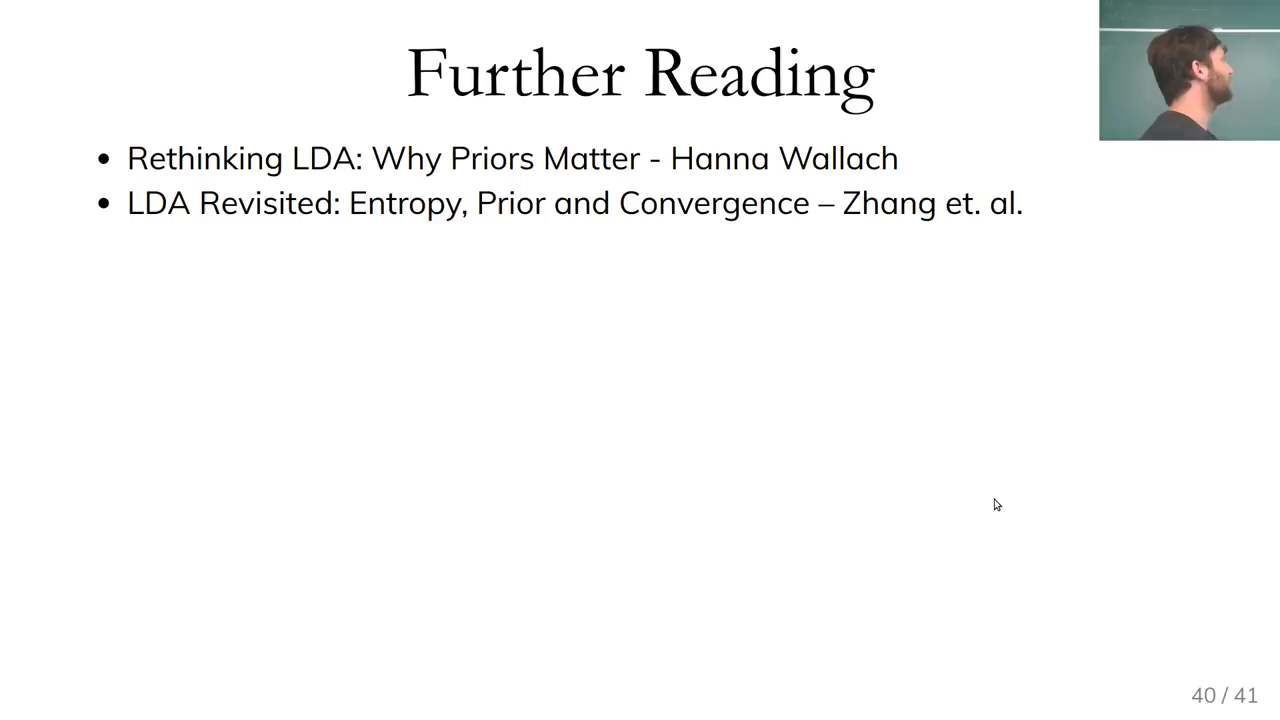 Further Reading
• Rethinking LDA: Why Priors Matter - Hanna Wallach
• LDA Revisited: Entropy, Prior and Convergence – Zhang et. al.
40 / 41